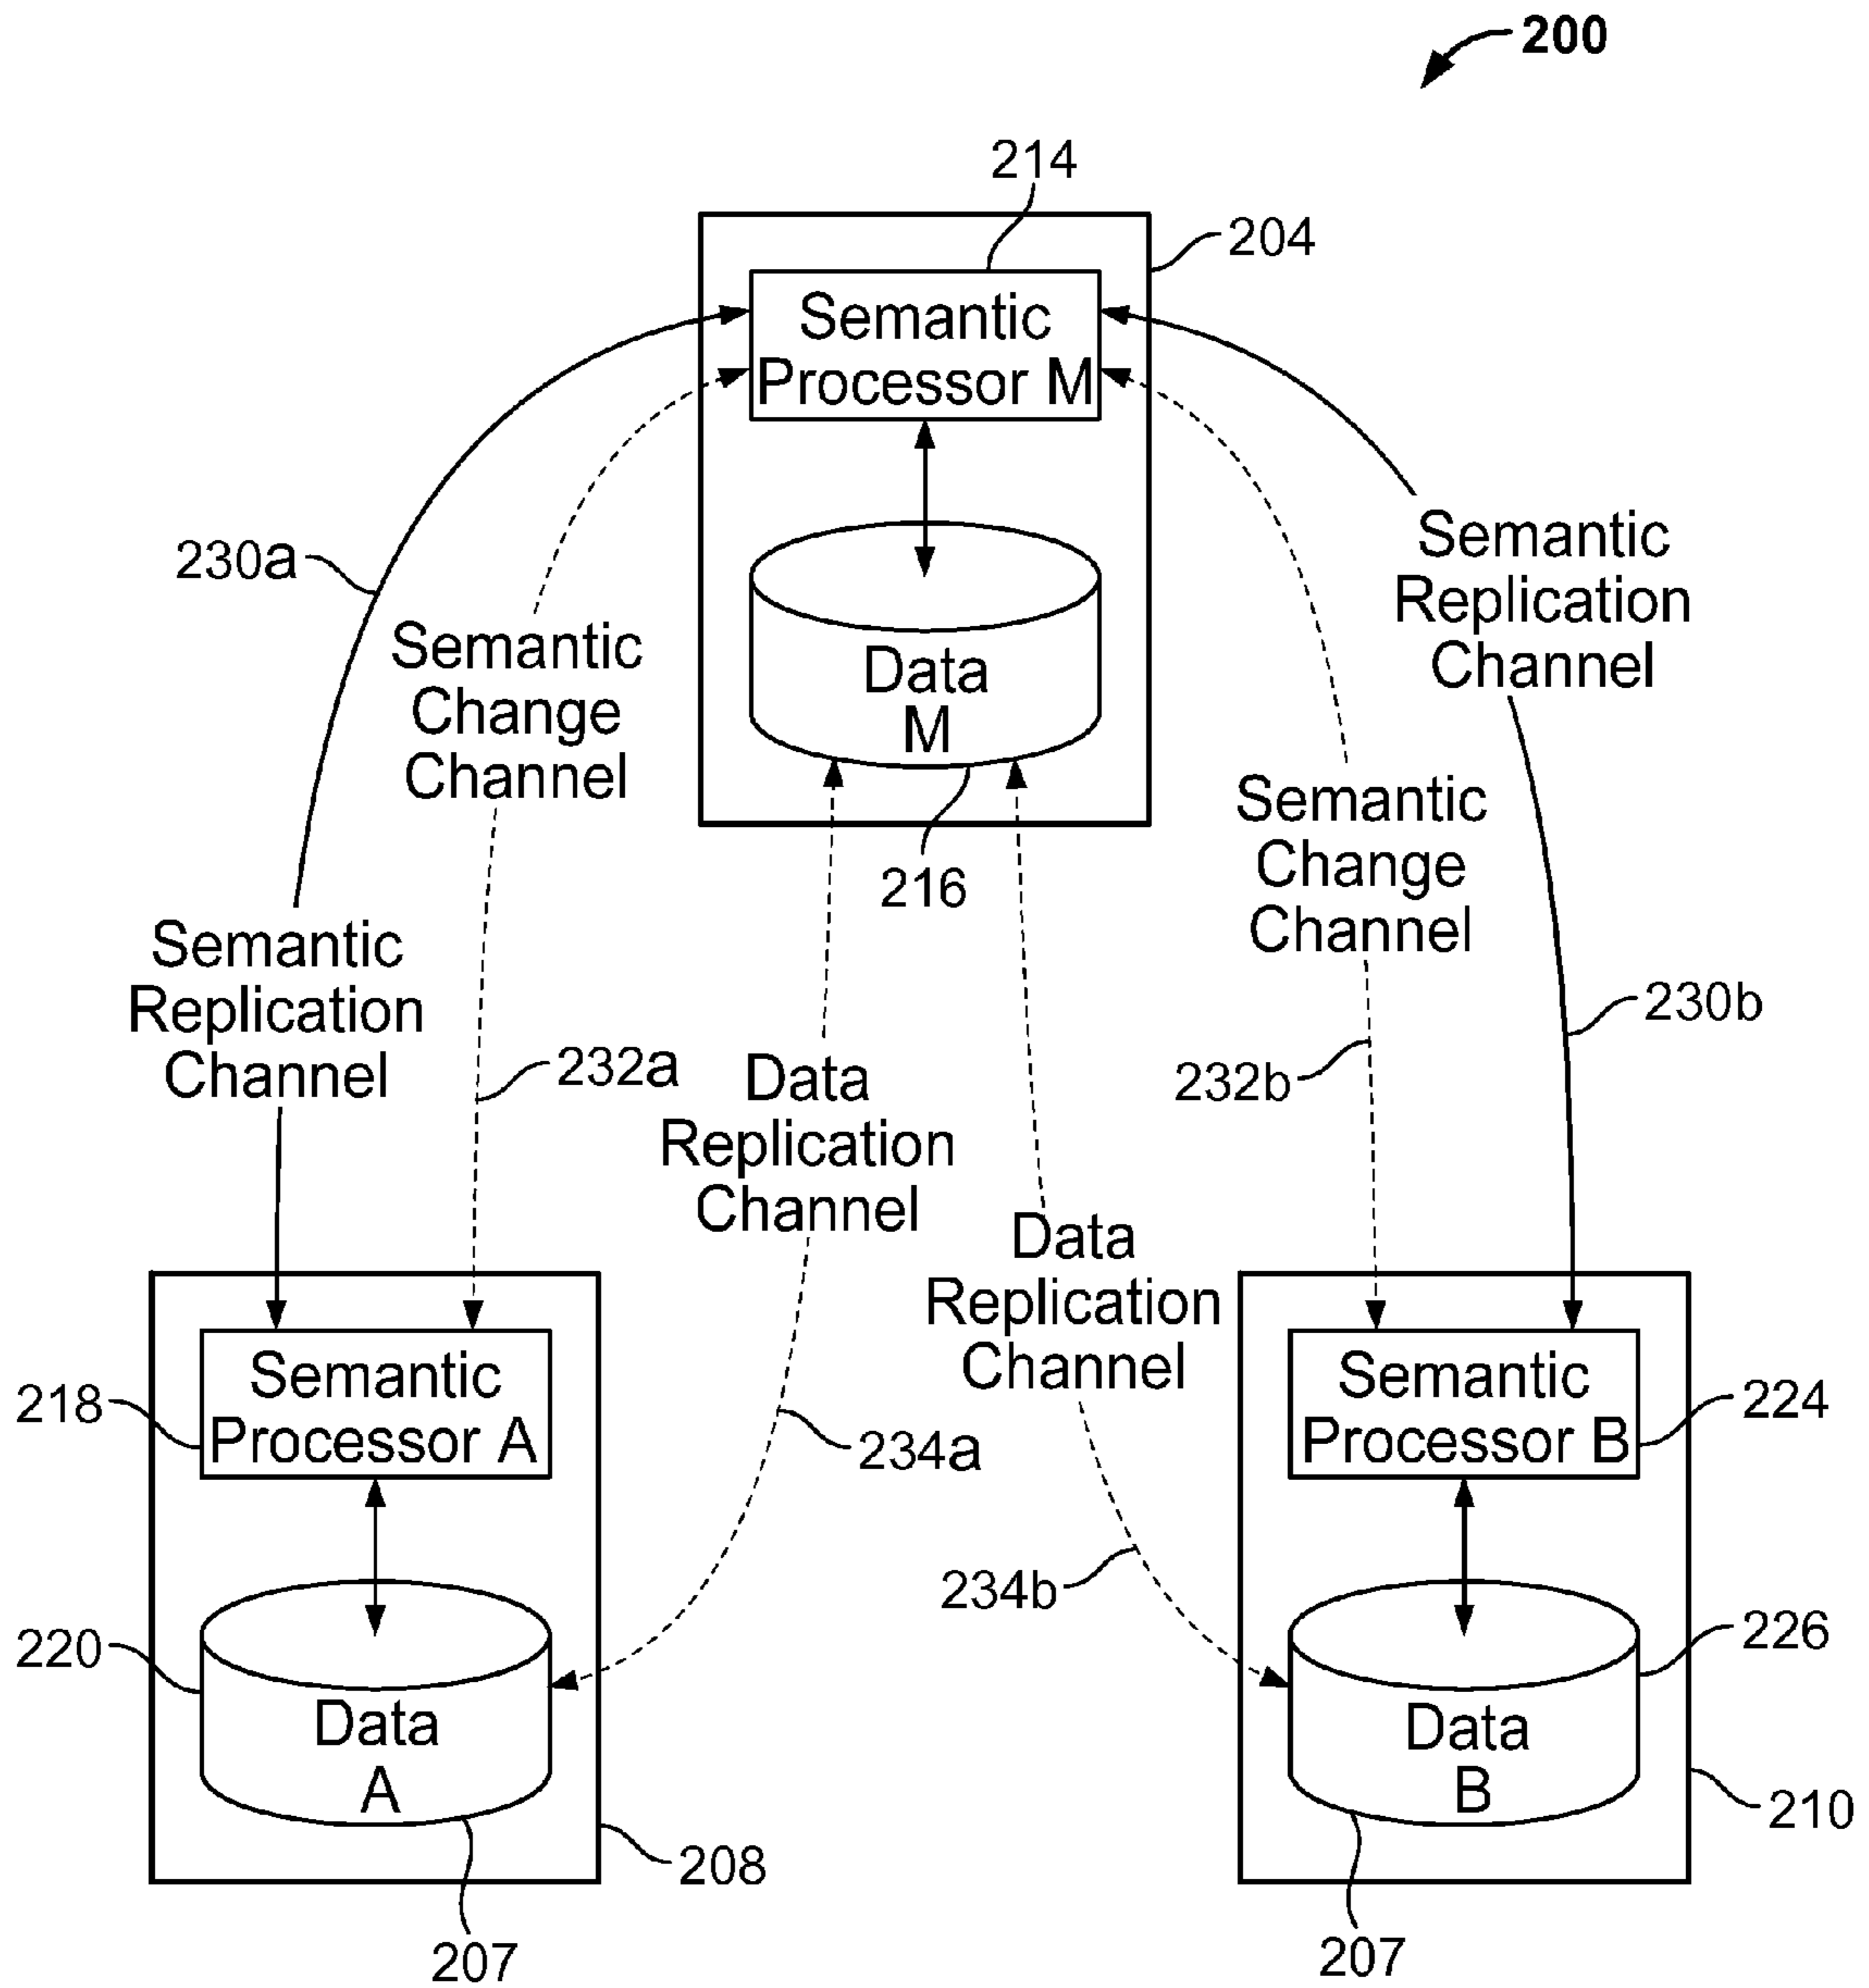 200
214
204
Semantic
Processor M
230a
Semantic
Replication
Channel
Semantic
Change
Channel
Data
M
216
Semantic
Change
Channel
Semantic
Replication
Channel
230b
232a
232b
Data
Replication
Channel
Data
Replication
Channel
Semantic
Processor A
218
234a
Semantic
Processor B
224
234b
220
226
Data
A
Data
B
210
208
207
207